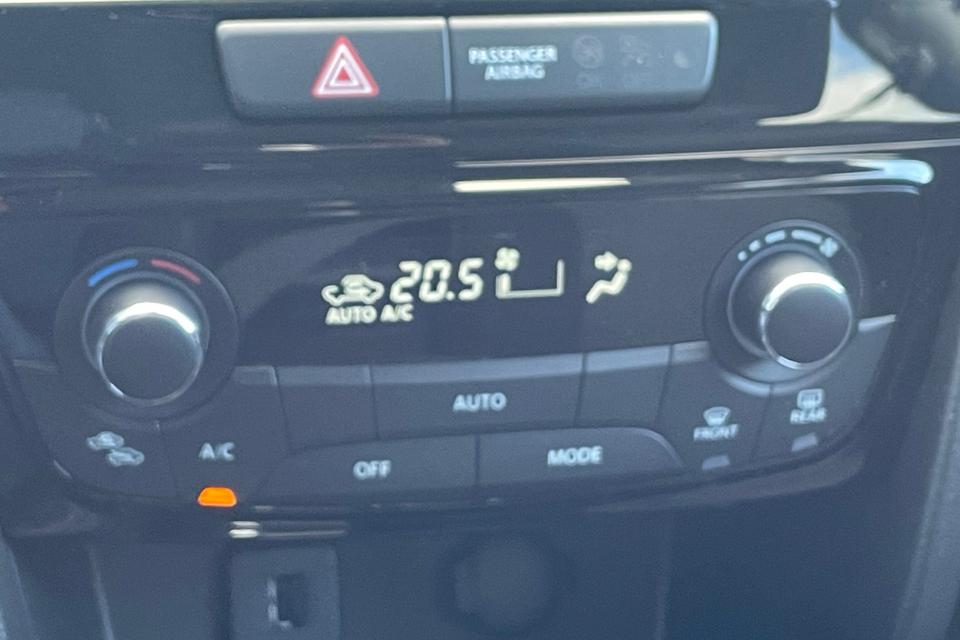 PASSENGER
AIRBAG
20.5
AUTO A/C
AUTO
A/C
OFF
MODE
FRONT
REAR